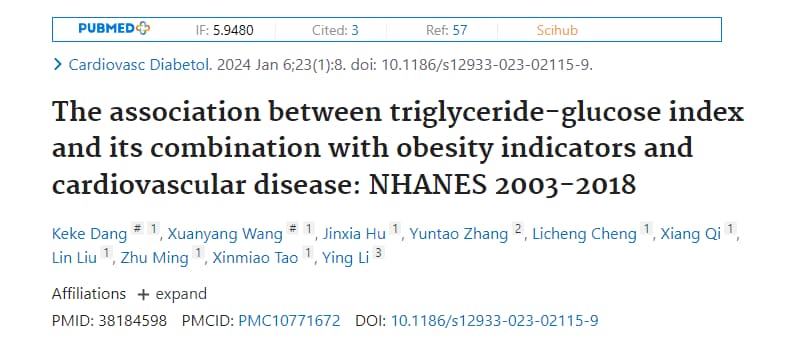 PUBMED IF: 5.9480 Cited: 3 Ref: 57 Scihub
Cardiovasc Diabetol. 2024 Jan 6;23(1):8. doi: 10.1186/s12933-023-02115-9.
The association between triglyceride-glucose index
and its combination with obesity indicators and
cardiovascular disease: NHANES 2003-2018
Keke Dang # 1, Xuanyang Wang # 1, Jinxia Hu 1, Yuntao Zhang 2, Licheng Cheng 1, Xiang Qi 1,
Lin Liu 1, Zhu Ming 1, Xinmiao Tao 1, Ying Li 3
Affiliations + expand
PMID: 38184598 PMCID: PMC10771672 DOI: 10.1186/s12933-023-02115-9